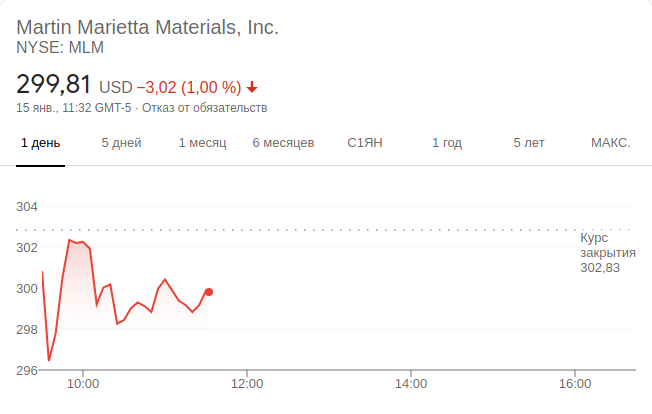 Martin Marietta Materials, Inc.
NYSE: MLM
299,81 USD −3,02 (1,00 %)
15 янв., 11:32 GMT-5 · Отказ от обязательств
1 день 5 дней 1 месяц 6 месяцев С1ЯН 1 год 5 лет МАКС.
304
302
300
298
296
Курс
закрытия
302,83
10:00 12:00 14:00 16:00